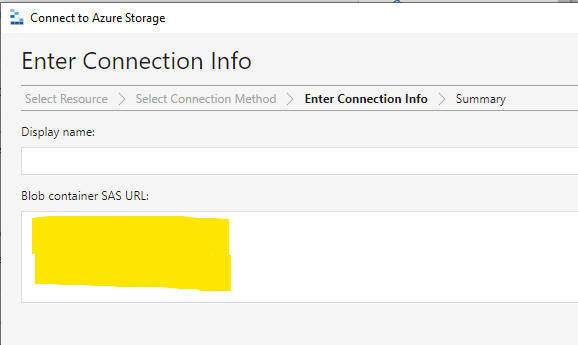 Connect to Azure Storage
Enter Connection Info
Select Resource > Select Connection Method > Enter Connection Info > Summary
Display name:
Blob container SAS URL: